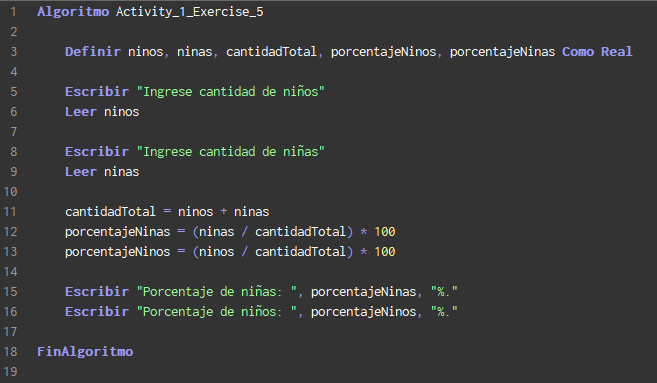 1 Algoritmo Activity_1_Exercise_5
2
3 Definir ninos, ninas, cantidadTotal, porcentajeNinos, porcentajeNinas Como Real
4
5 Escribir "Ingrese cantidad de niños"
6 Leer ninos
7
8 Escribir "Ingrese cantidad de niñas"
9 Leer ninas
10
11 cantidadTotal = ninos + ninas
12 porcentajeNinas = (ninas / cantidadTotal) * 100
13 porcentajeNinos = (ninos / cantidadTotal) * 100
14
15 Escribir "Porcentaje de niñas: ", porcentajeNinas, "%."
16 Escribir "Porcentaje de niños: ", porcentajeNinos, "%."
17
18 FinAlgoritmo
19